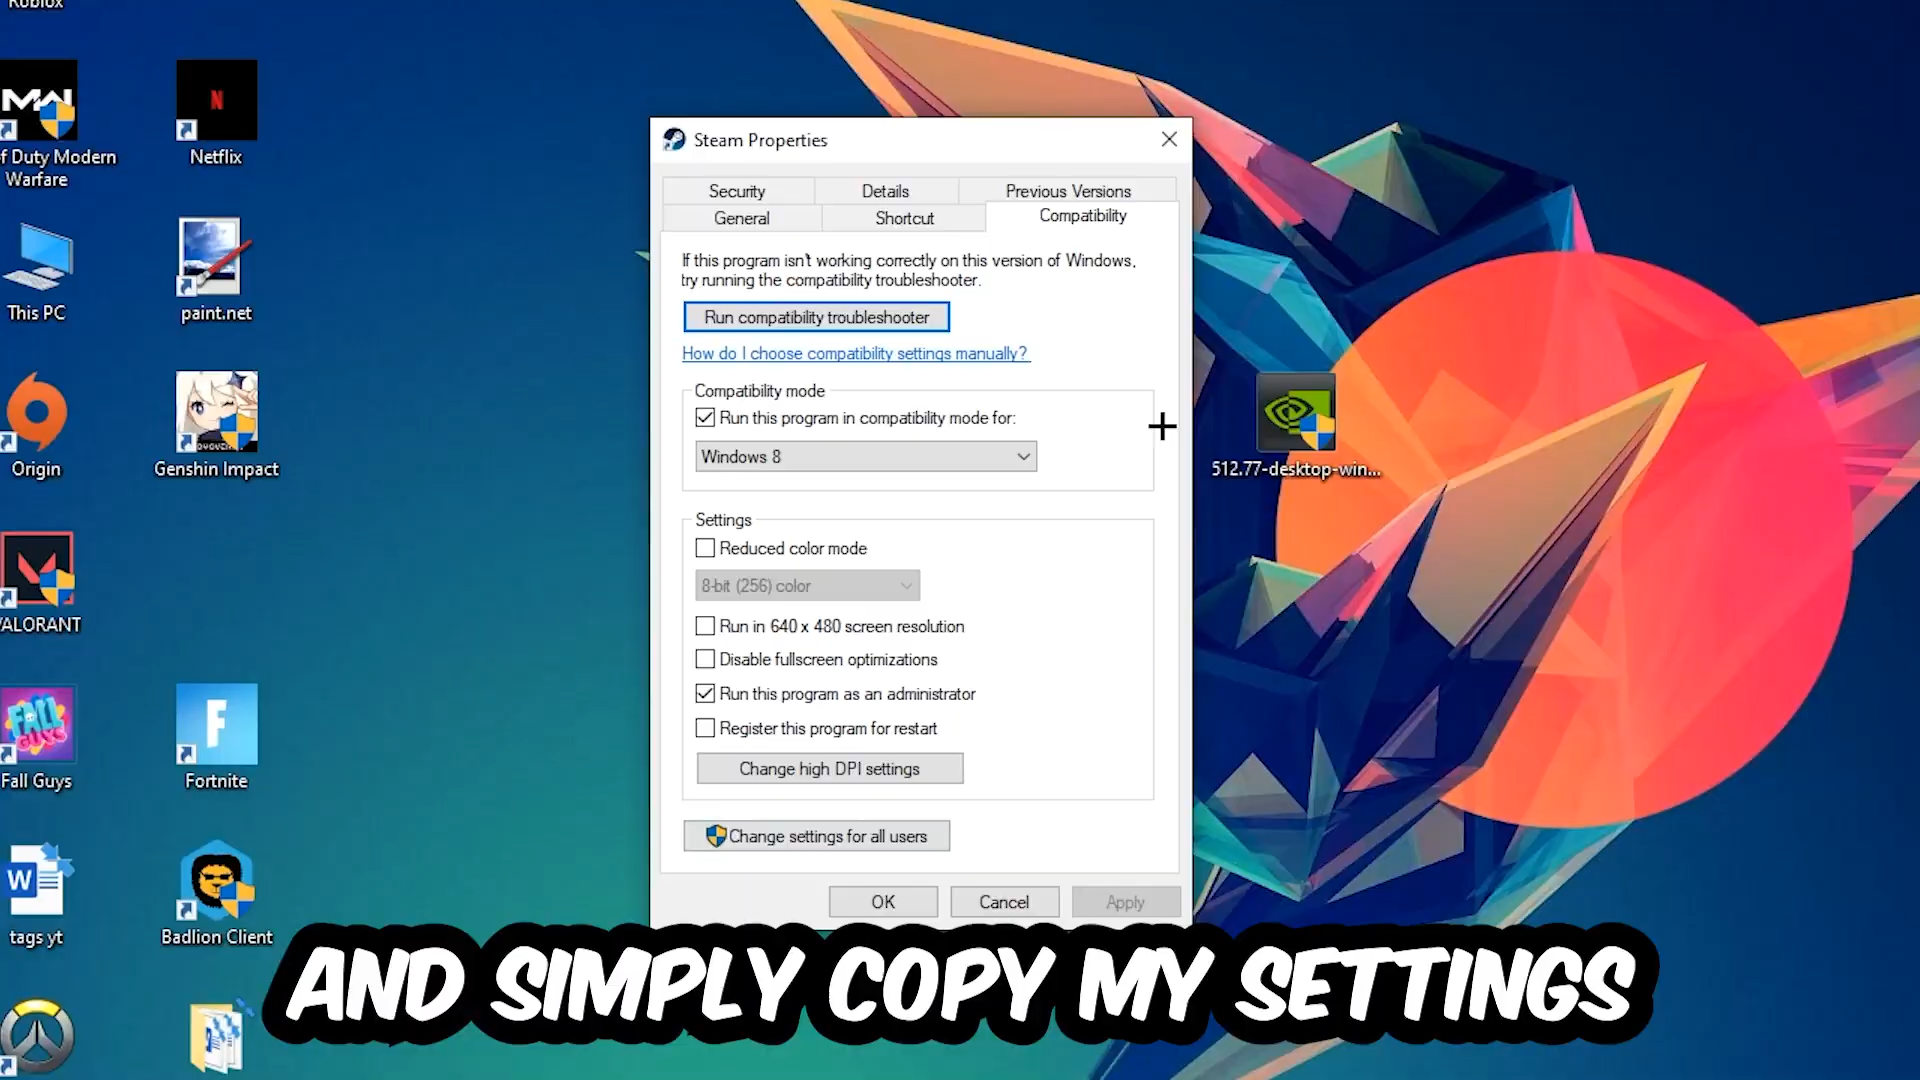 Roblox
Netflix
f Duty Modern
Warfare
This PC
paint.net
Origin
Genshin Impact
VALORANT
Fall Guys
FALL
GUYS
Fortnite
tags yt
Badlion Client
Steam Properties
Security
Details
Previous Versions
General
Shortcut
Compatibility
If this program isn't working correctly on this version of Windows,
try running the compatibility troubleshooter.
Run compatibility troubleshooter
How do I choose compatibility settings manually?
Compatibility mode
Run this program in compatibility mode for:
Windows 8
Settings
Reduced color mode
8-bit (256) color
Run in 640 x 480 screen resolution
Disable fullscreen optimizations
Run this program as an administrator
Register this program for restart
Change high DPI settings
Change settings for all users
OK
Cancel
Apply
512.77-desktop-win...
AND SIMPLY COPY MY SETTINGS